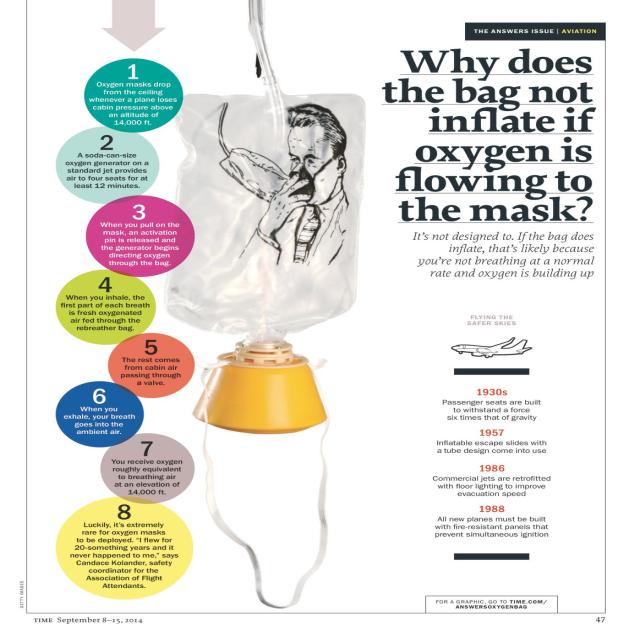 THE ANSWERS ISSUE | AVIATION
Why does
the bag not
inflate if
oxygen is
flowing to
the mask?
It's not designed to. If the bag does
inflate, that's likely because
you're not breathing at a normal
rate and oxygen is building up
1
Oxygen masks drop
from the ceiling
whenever a plane loses
cabin pressure above
an altitude of
14,000 ft.
2
A soda-can-size
oxygen generator on a
standard jet provides
air to four seats for at
least 12 minutes.
3
When you pull on the
mask, an activation
pin is released and
the generator begins
directing oxygen
through the bag.
4
When you inhale, the
first part of each breath
is fresh oxygenated
air fed through the
rebreather bag.
5
The rest comes
from cabin air
passing through
a valve.
6
When you
exhale, your breath
goes into the
ambient air.
7
You receive oxygen
roughly equivalent
to breathing air
at an elevation of
14,000 ft.
8
Luckily, it's extremely
rare for oxygen masks
to be deployed. "I flew for
20-something years and it
never happened to me," says
Candace Kolander, safety
coordinator for the
Association of Flight
Attendants.
FLYING THE
SAFER SKIES
1930s
Passenger seats are built
to withstand a force
six times that of gravity
1957
Inflatable escape slides with
a tube design come into use
1986
Commercial jets are retrofitted
with floor lighting to improve
evacuation speed
1988
All new planes must be built
with fire-resistant panels that
prevent simultaneous ignition
FOR A GRAPHIC, GO TO TIME.COM/
ANSWERSOXYGENBAG
GETTY IMAGES
TIME September 8–15, 2014
47